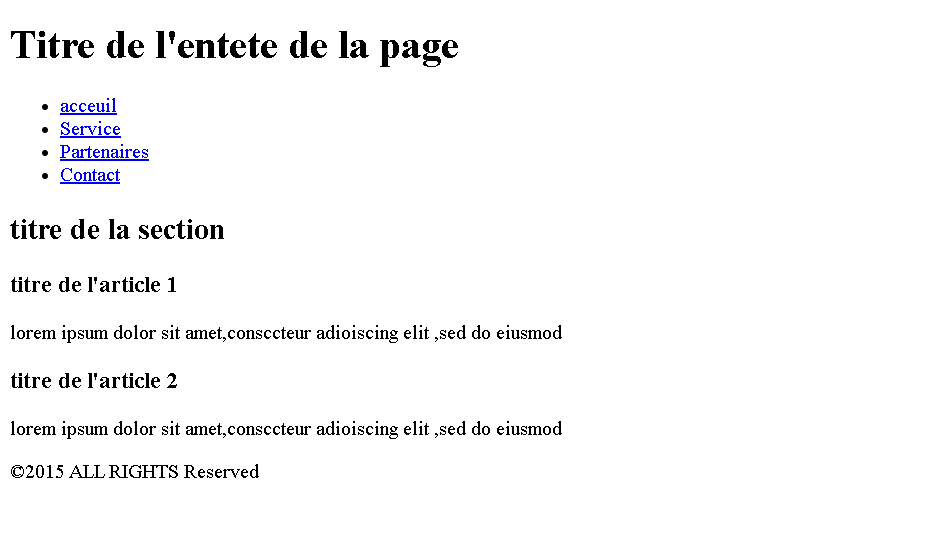 Titre de l'entete de la page
acceuil
Service
Partenaires
Contact
titre de la section
titre de l'article 1
lorem ipsum dolor sit amet,consccteur adioiscing elit ,sed do eiusmod
titre de l'article 2
lorem ipsum dolor sit amet,consccteur adioiscing elit ,sed do eiusmod
©2015 ALL RIGHTS Reserved